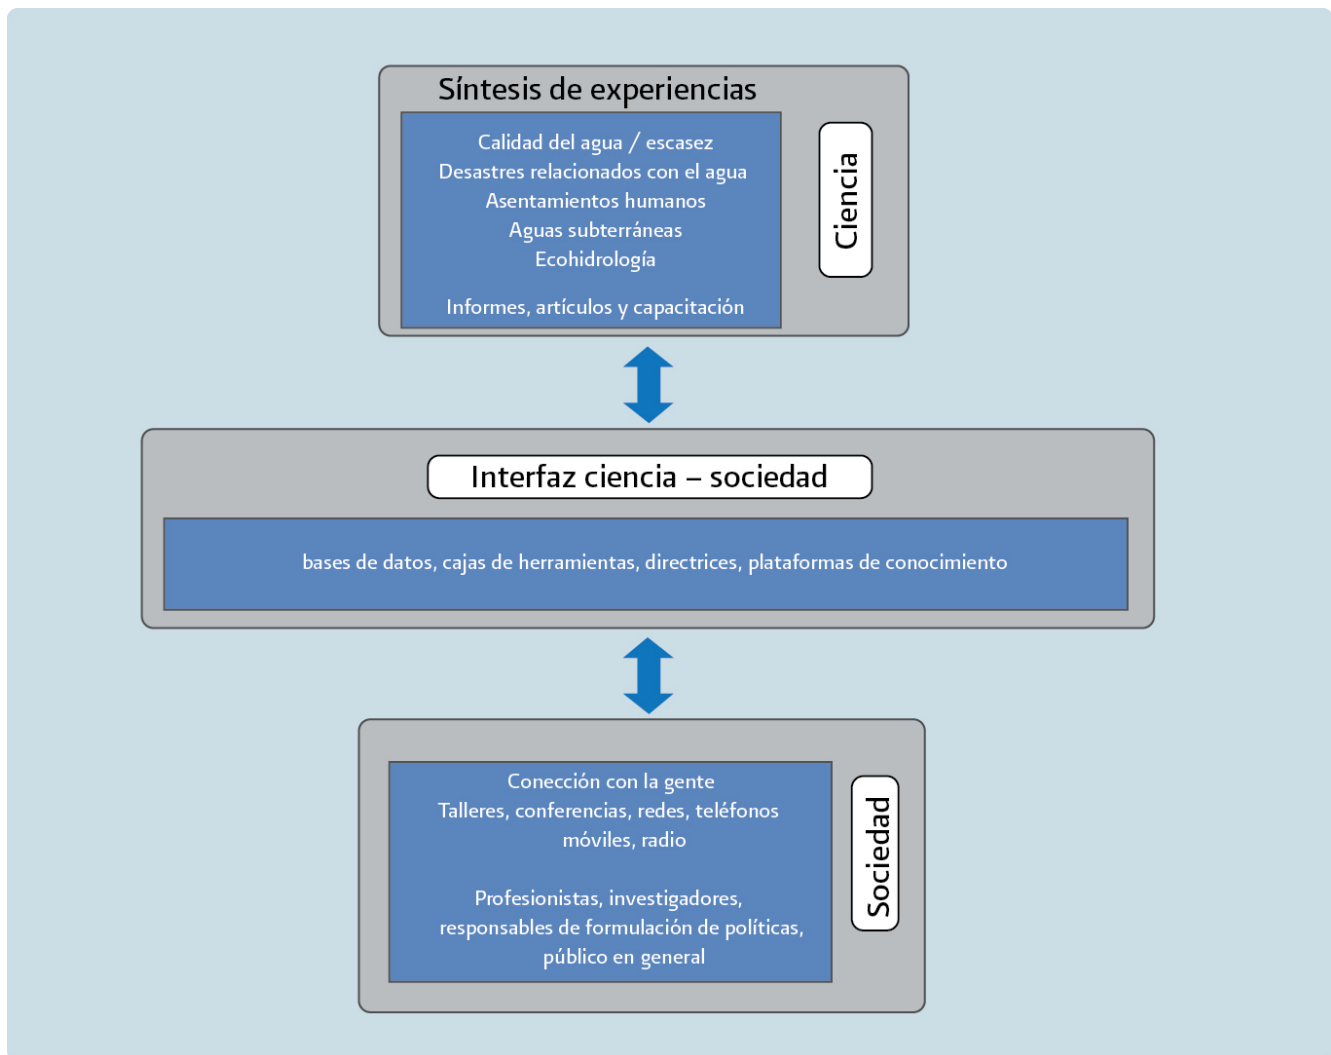 Síntesis de experiencias
Calidad del agua / escasez
Desastres relacionados con el agua
Asentamientos humanos
Aguas subterráneas
Ecohidrología
Informes, artículos y capacitación
Ciencia
Interfaz ciencia – sociedad
bases de datos, cajas de herramientas, directrices, plataformas de conocimiento
Conección con la gente
Talleres, conferencias, redes, teléfonos
móviles, radio
Profesionistas, investigadores,
responsables de formulación de políticas,
público en general
Sociedad